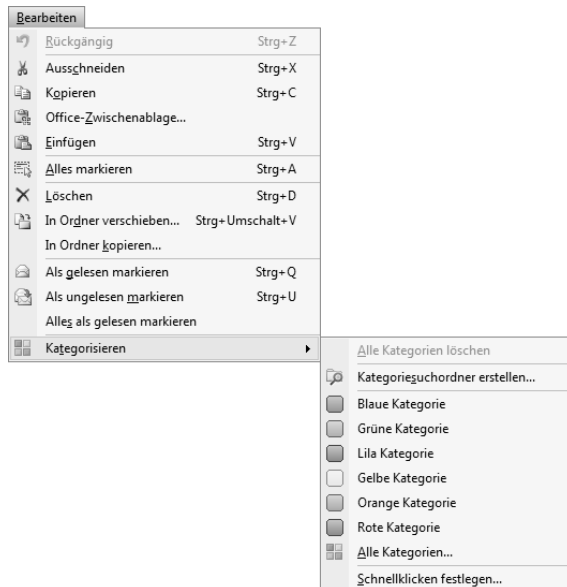 Bearbeiten
Rückgängig Strg+Z
Ausschneiden Strg+X
Kopieren Strg+C
Office-Zwischenablage...
Einfügen Strg+V
Alles markieren Strg+A
Löschen Strg+D
In Ordner verschieben... Strg+Umschalt+V
In Ordner kopieren...
Als gelesen markieren Strg+Q
Als ungelesen markieren Strg+U
Alles als gelesen markieren
Kategorisieren
Alle Kategorien löschen
Kategoriesuchordner erstellen...
Blaue Kategorie
Grüne Kategorie
Lila Kategorie
Gelbe Kategorie
Orange Kategorie
Rote Kategorie
Alle Kategorien...
Schnellklicken festlegen...